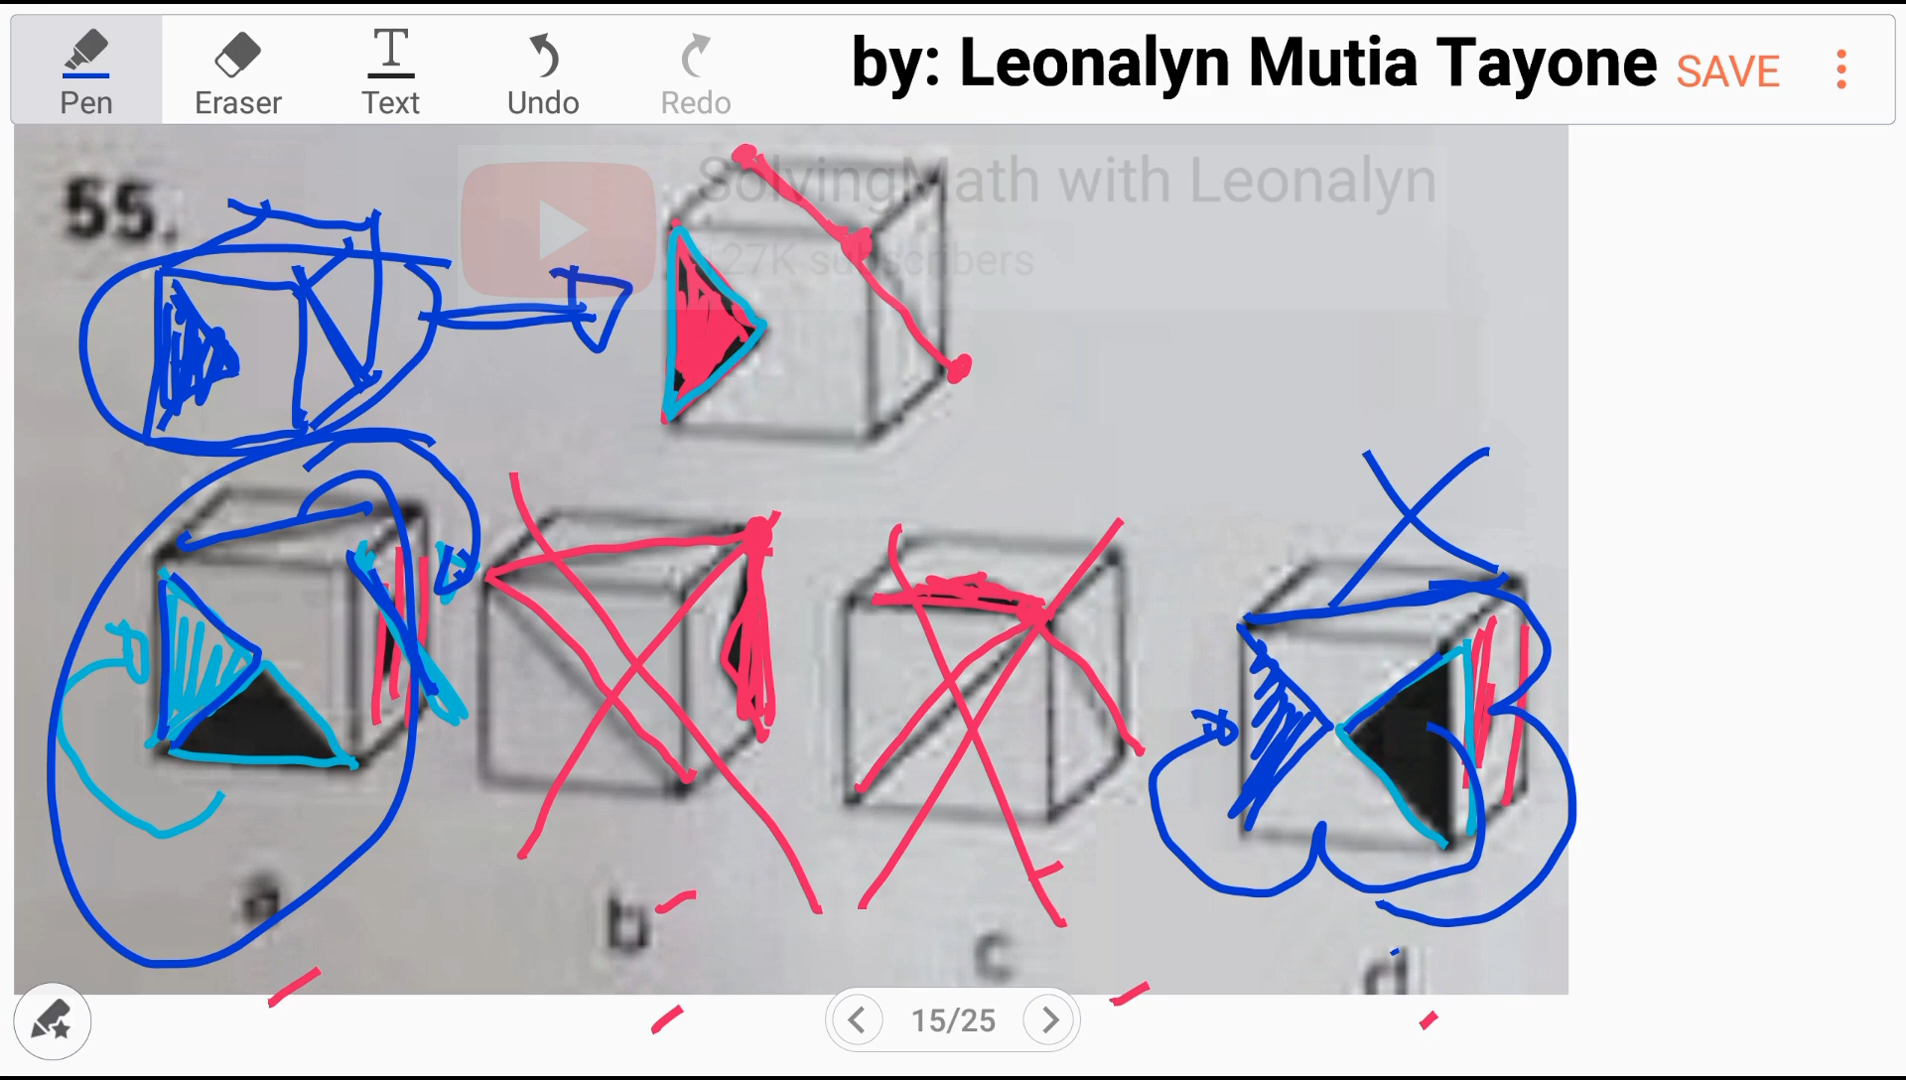 Pen
Eraser
Text
Undo
Redo
by: Leonalyn Mutia Tayone
SAVE
SolvingMath with Leonalyn
27K subscribers
55.
a
b
c
d
15/25